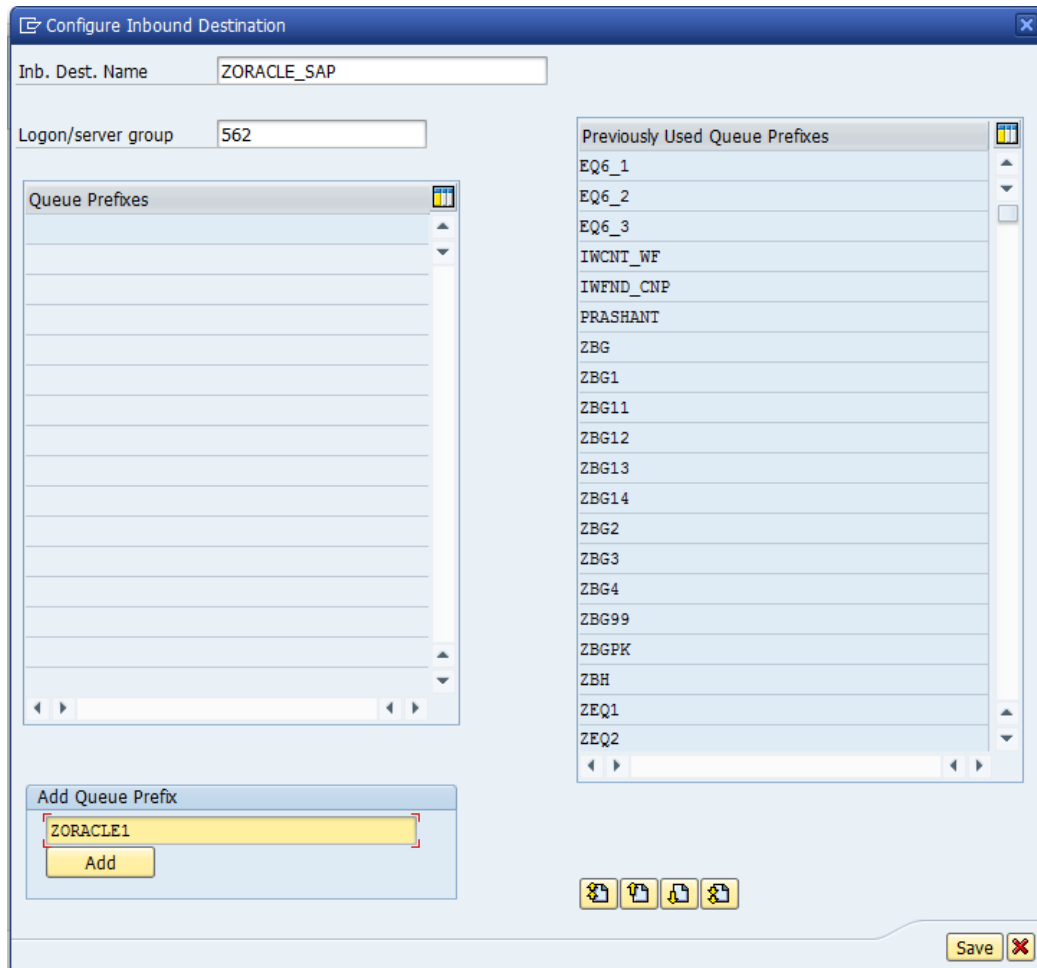 Configure Inbound Destination
Inb. Dest. Name ZORACLE_SAP
Logon/server group 562
Queue Prefixes
Add Queue Prefix
ZORACLE1
Add
Previously Used Queue Prefixes
EQ6_1
EQ6_2
EQ6_3
IWCNT_WF
IWFND_CNP
PRASHANT
ZBG
ZBG1
ZBG11
ZBG12
ZBG13
ZBG14
ZBG2
ZBG3
ZBG4
ZBG99
ZBGPK
ZBH
ZEQ1
ZEQ2
Save